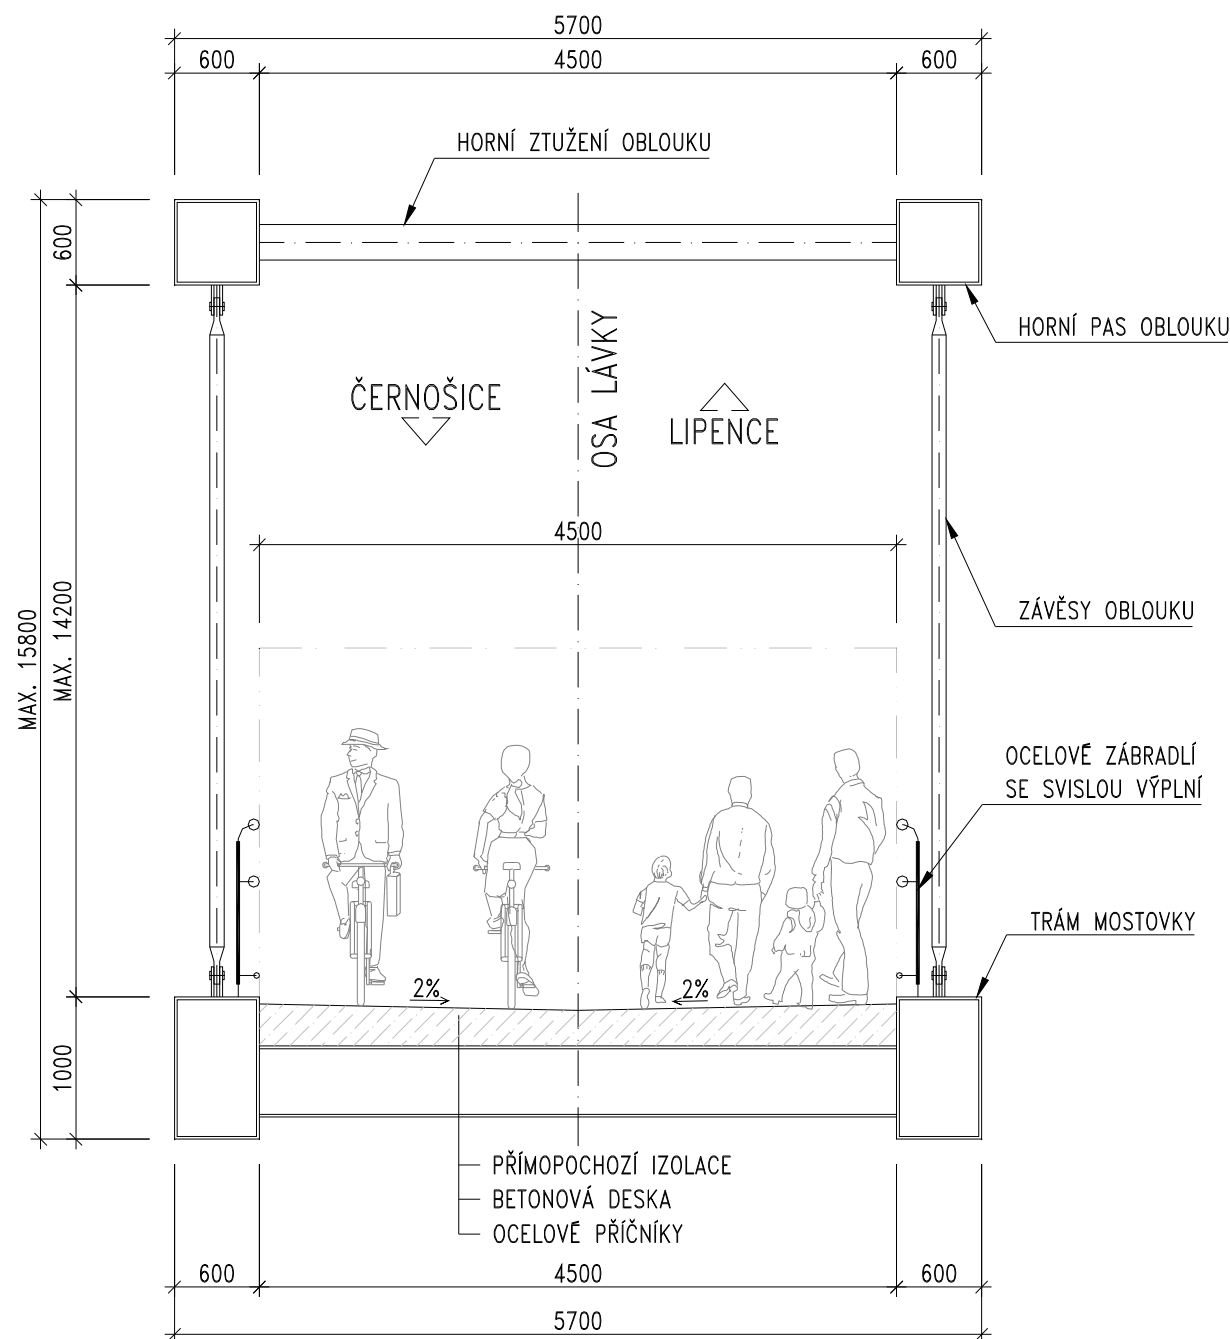 5700
600 4500 600
HORNÍ ZTUŽENÍ OBLOUKU
600
HORNÍ PAS OBLOUKU
OSA LÁVKY
ČERNOŠICE
LIPENCE
4500
MAX. 15800
MAX. 14200
ZÁVĚSY OBLOUKU
OCELOVÉ ZÁBRADLÍ
SE SVISLOU VÝPLNÍ
TRÁM MOSTOVKY
2% 2%
1000
PŘÍMOPOCHOZÍ IZOLACE
BETONOVÁ DESKA
OCELOVÉ PŘÍČNÍKY
600 4500 600
5700